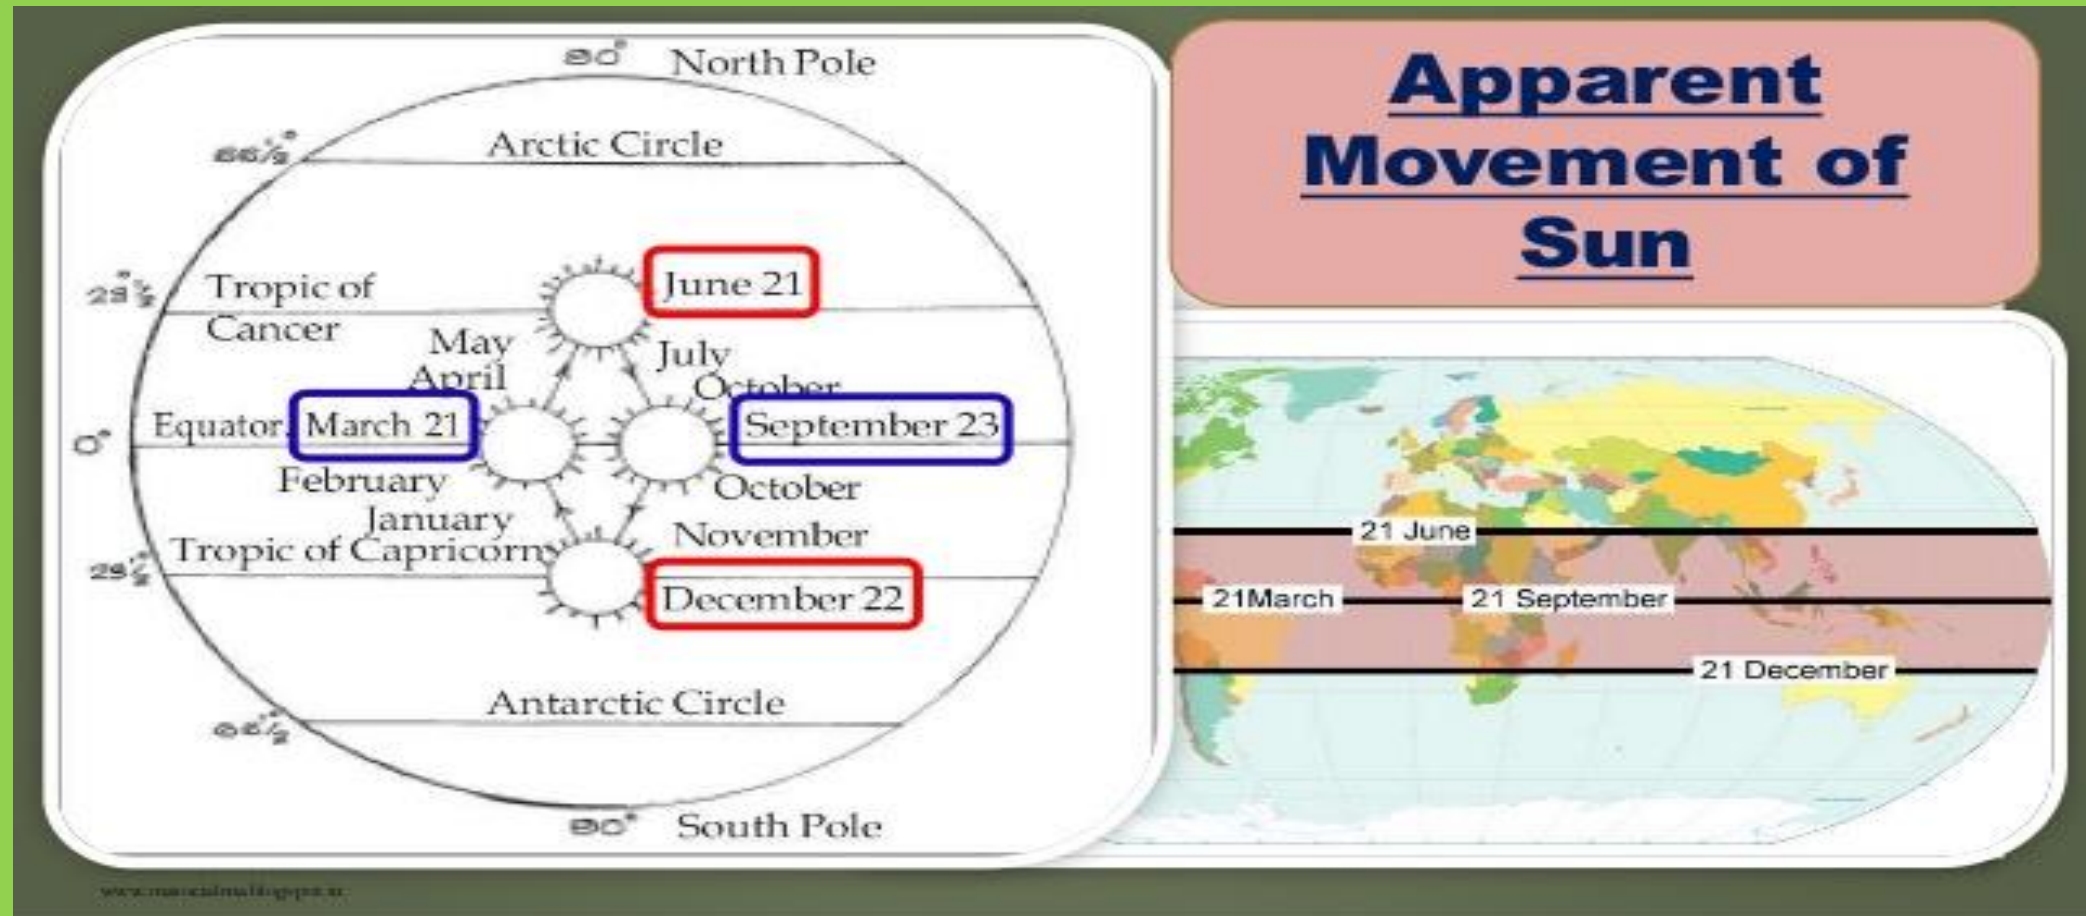 90° North Pole
66½° Arctic Circle
June 21
23½° Tropic of
Cancer
May
July
April
October
Equator March 21
September 23
0°
February
October
January
November
Tropic of Capricorn
23½°
December 22
Antarctic Circle
66½°
90° South Pole
Apparent
Movement of
Sun
21 June
21March
21 September
21 December